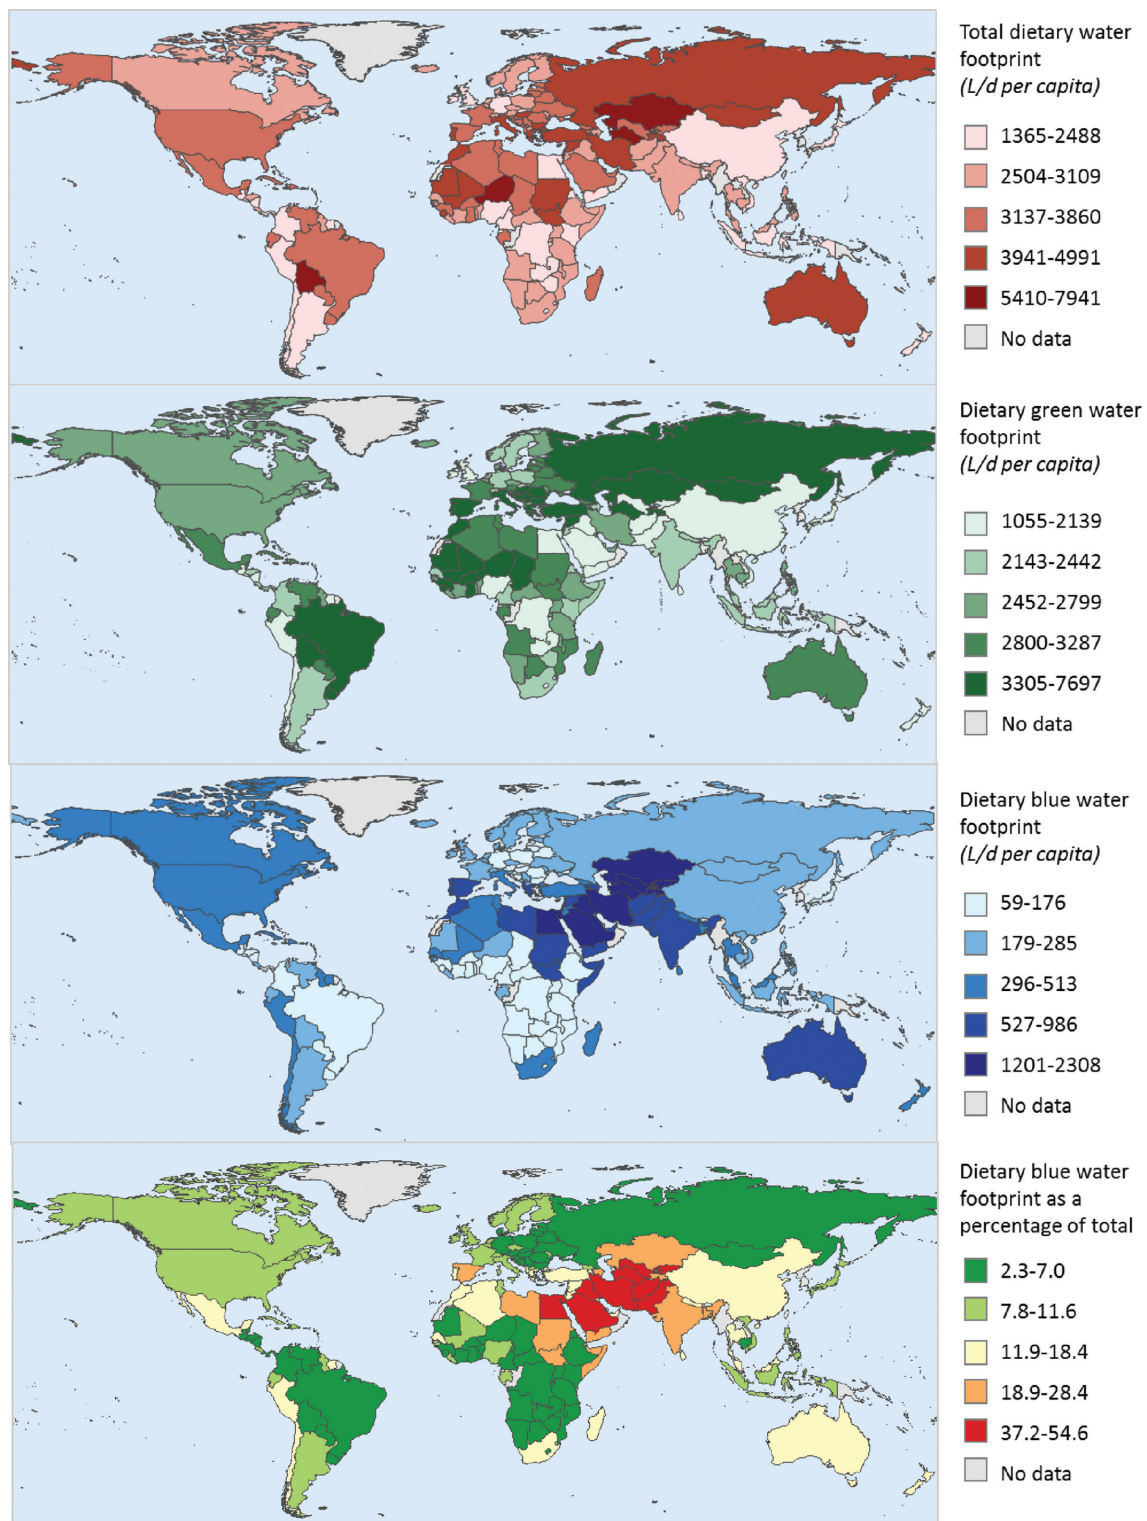 Total dietary water
footprint
(L/d per capita)
1365-2488
2504-3109
3137-3860
3941-4991
5410-7941
No data
Dietary green water
footprint
(L/d per capita)
1055-2139
2143-2442
2452-2799
2800-3287
3305-7697
No data
Dietary blue water
footprint
(L/d per capita)
59-176
179-285
296-513
527-986
1201-2308
No data
Dietary blue water
footprint as a
percentage of total
2.3-7.0
7.8-11.6
11.9-18.4
18.9-28.4
37.2-54.6
No data